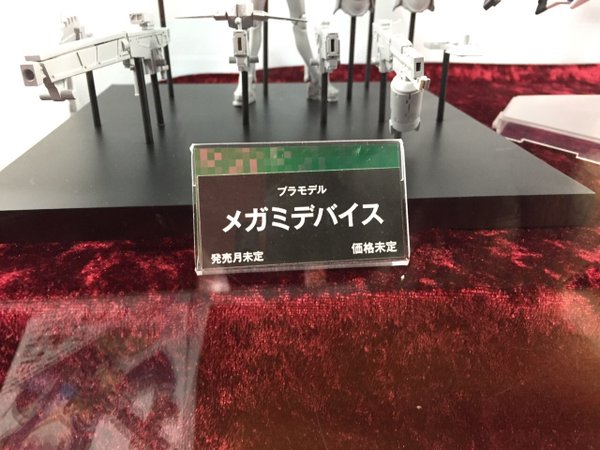 プラモデル
メガミデバイス
発売月未定
価格未定